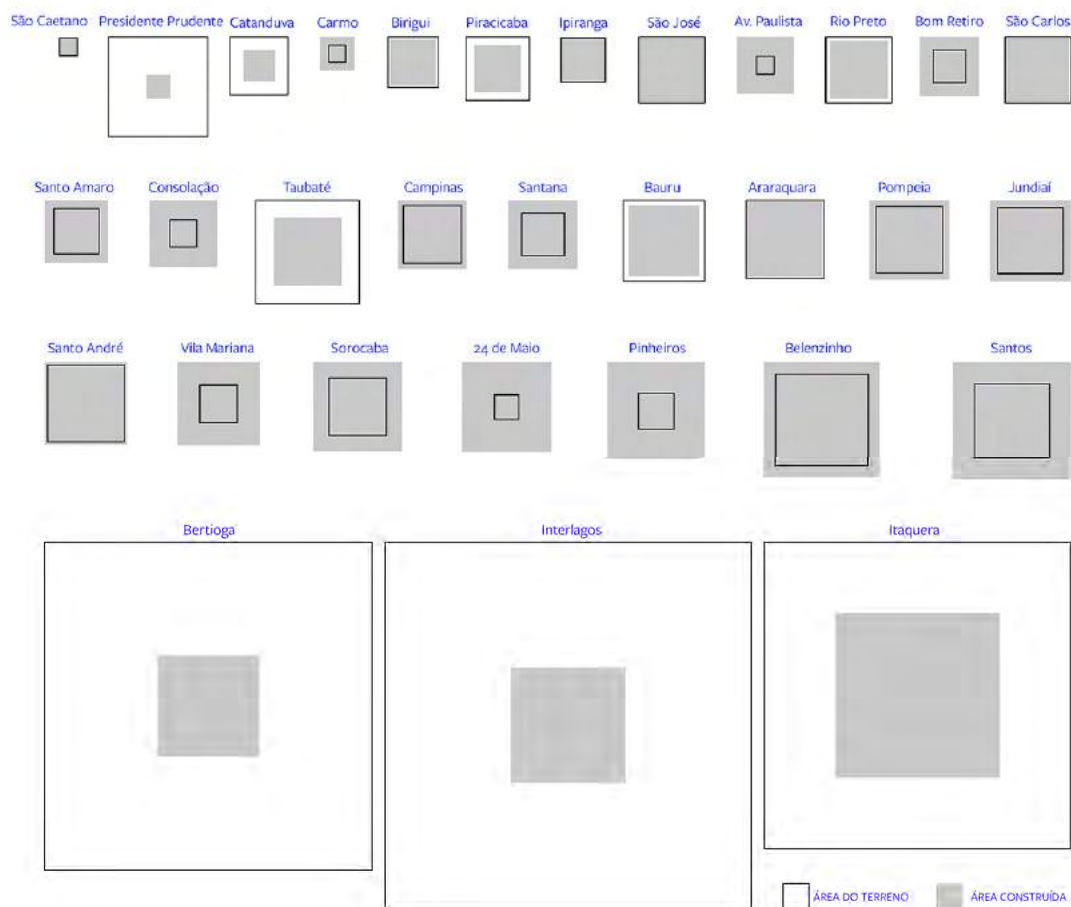 São Caetano Presidente Prudente Catanduva Carmo Birigui Piracicaba Ipiranga São José Av. Paulista Rio Preto Bom Retiro São Carlos
Santo Amaro Consolação Taubaté Campinas Santana Bauru Araraquara Pompeia Jundiaí
Santo André Vila Mariana Sorocaba 24 de Maio Pinheiros Belenzinho Santos
Bertioga Interlagos Itaquera
ÁREA DO TERRENO ÁREA CONSTRUÍDA